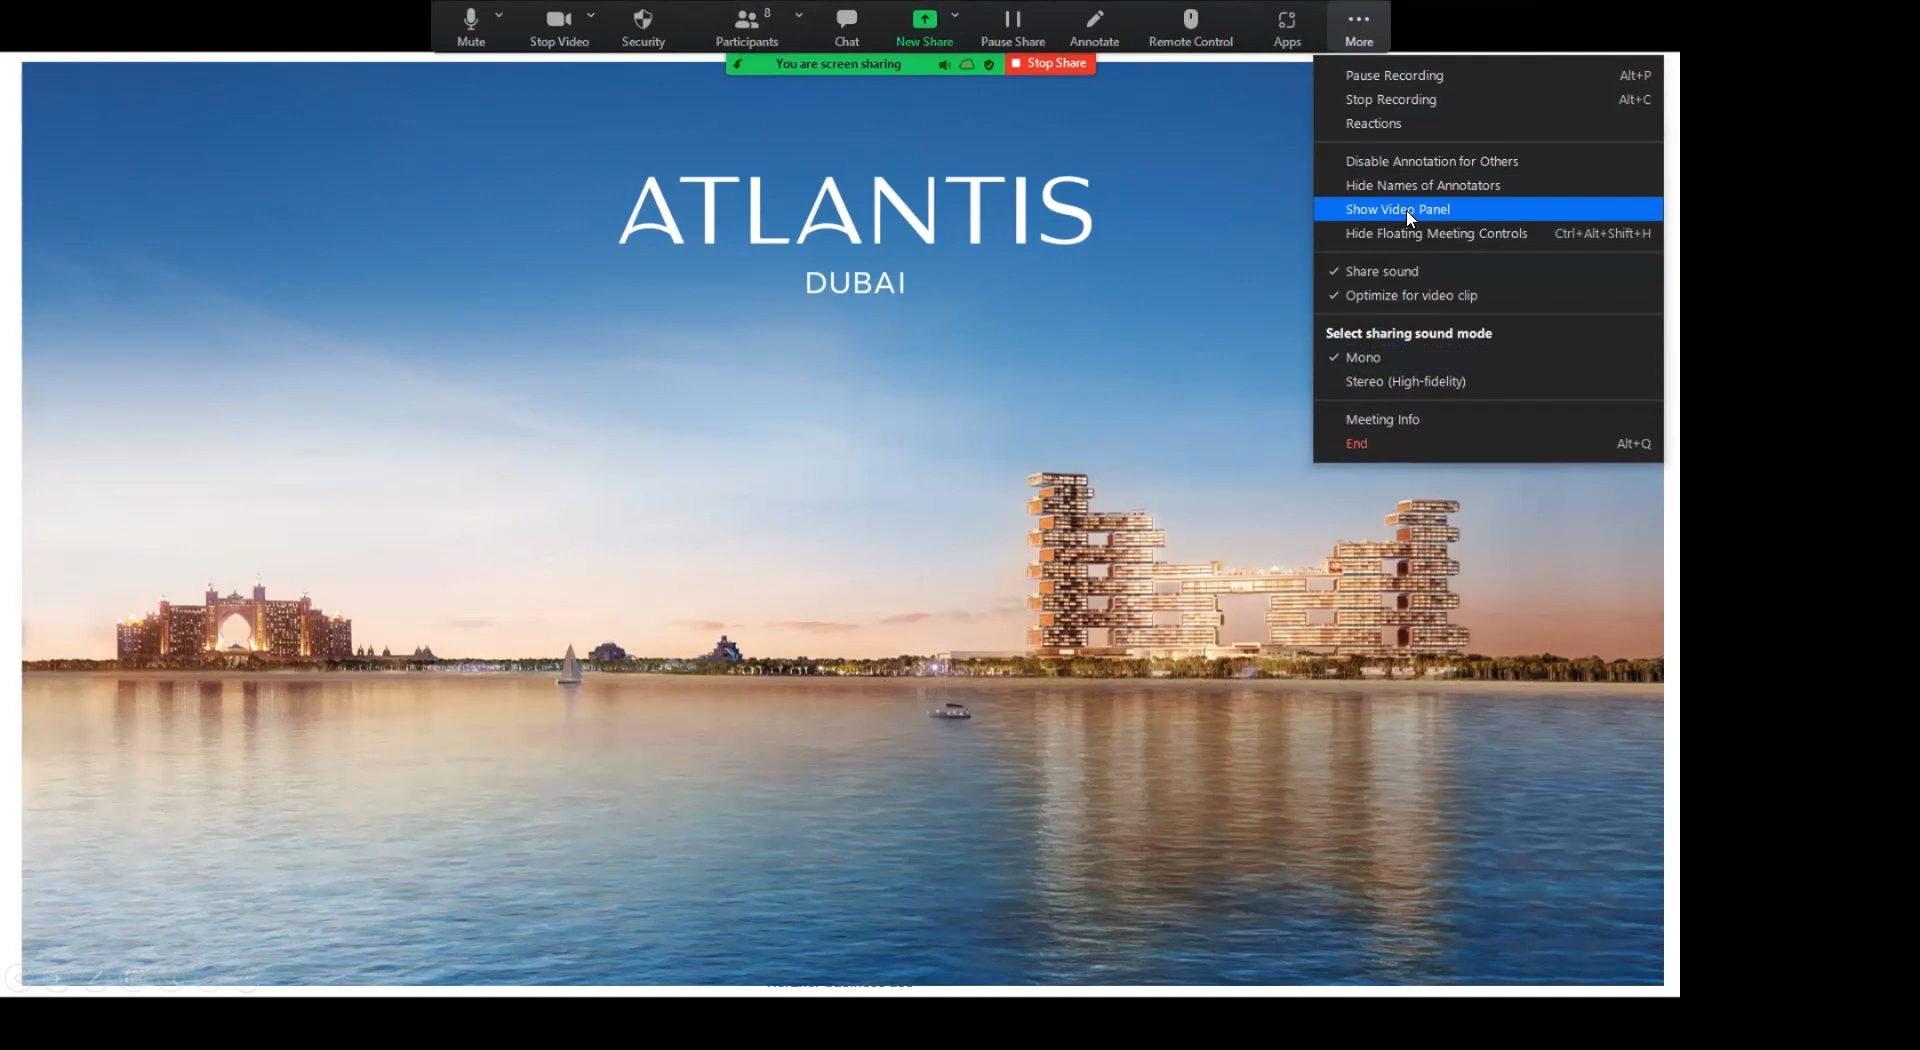 8
Mute
Stop Video
Security
Participants
Chat
New Share
Pause Share
Annotate
Remote Control
Apps
More
You are screen sharing
Stop Share
Pause Recording Alt+P
Stop Recording Alt+C
Reactions
Disable Annotation for Others
Hide Names of Annotators
Show Video Panel
Hide Floating Meeting Controls Ctrl+Alt+Shift+H
Share sound
Optimize for video clip
Select sharing sound mode
Mono
Stereo (High-fidelity)
Meeting Info
End Alt+Q
ATLANTIS
DUBAI